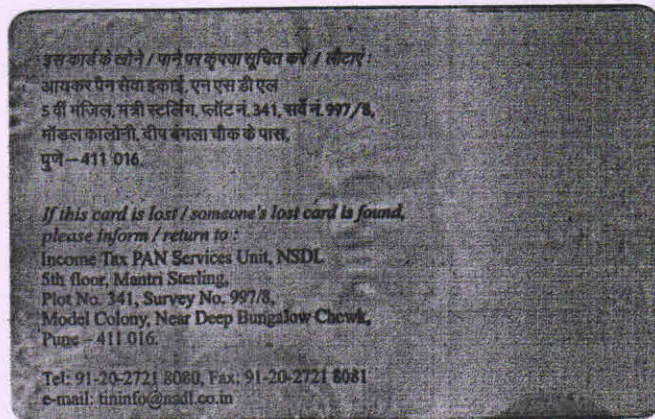 इस कार्ड के खोने / पाने पर कृपया सूचित करें / लौटाएं :
आयकर पैन सेवा इकाई, एन एस डी एल
5 वीं मंजिल, मंत्री स्टर्लिंग, प्लॉट नं. 341, सर्वे नं. 997/8,
मॉडल कालोनी, दीप बंगला चौक के पास,
पुणे – 411 016.
If this card is lost / someone's lost card is found,
please inform / return to :
Income Tax PAN Services Unit, NSDL
5th floor, Mantri Sterling,
Plot No. 341, Survey No. 997/8,
Model Colony, Near Deep Bungalow Chowk,
Pune – 411 016.
Tel: 91-20-2721 8080, Fax: 91-20-2721 8081
e-mail: tininfo@nsdl.co.in